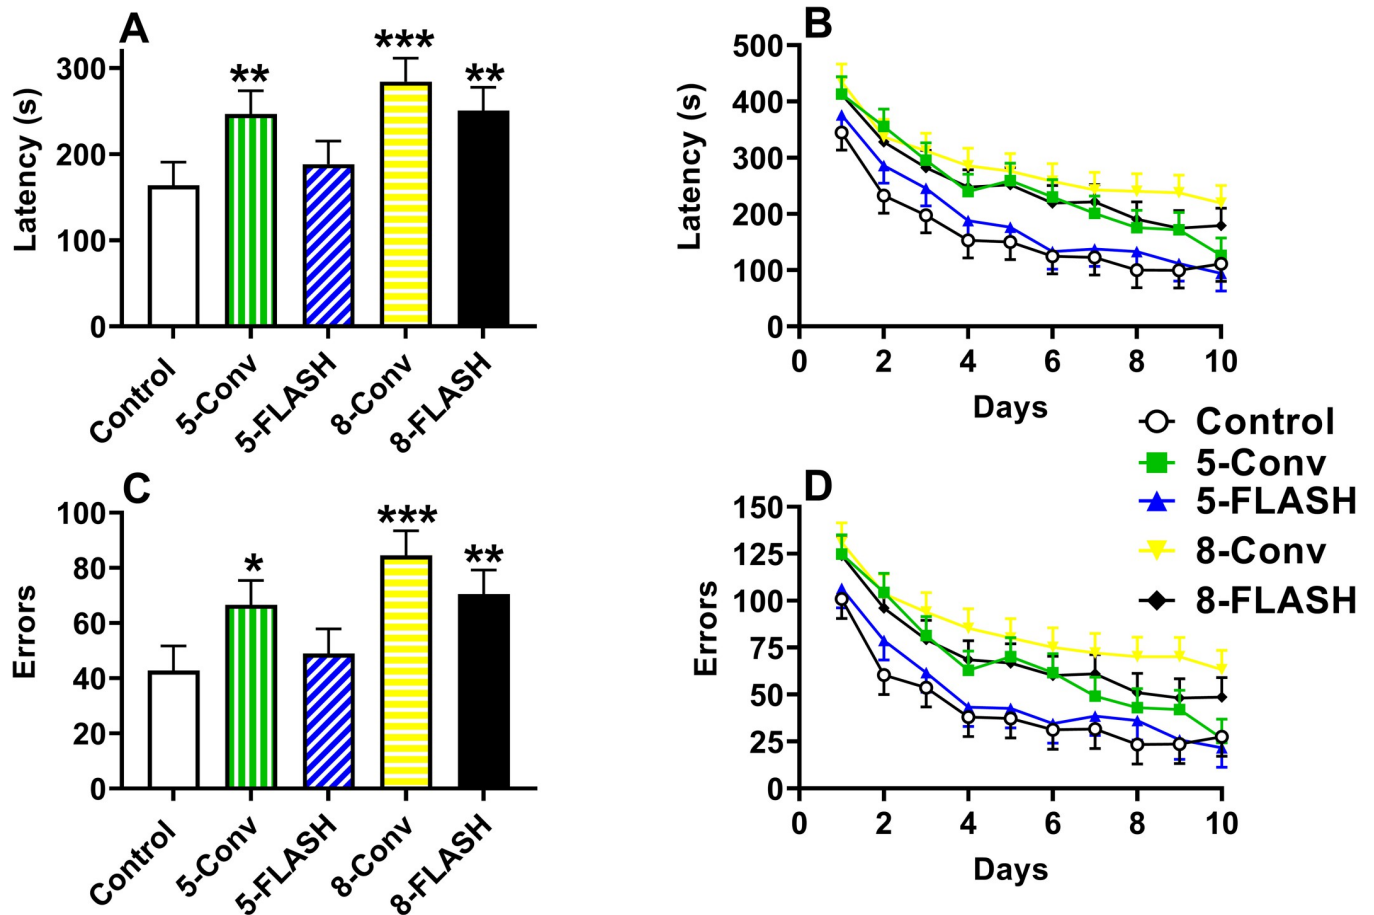 A
Latency (s)
300
200
100
0
**
***
**
Control
5-Conv
5-FLASH
8-Conv
8-FLASH
B
Latency (s)
500
400
300
200
100
0
0 2 4 6 8 10
Days
Control
5-Conv
5-FLASH
8-Conv
8-FLASH
C
Errors
100
80
60
40
20
0
*
***
**
Control
5-Conv
5-FLASH
8-Conv
8-FLASH
D
Errors
150
125
100
75
50
25
0
0 2 4 6 8 10
Days